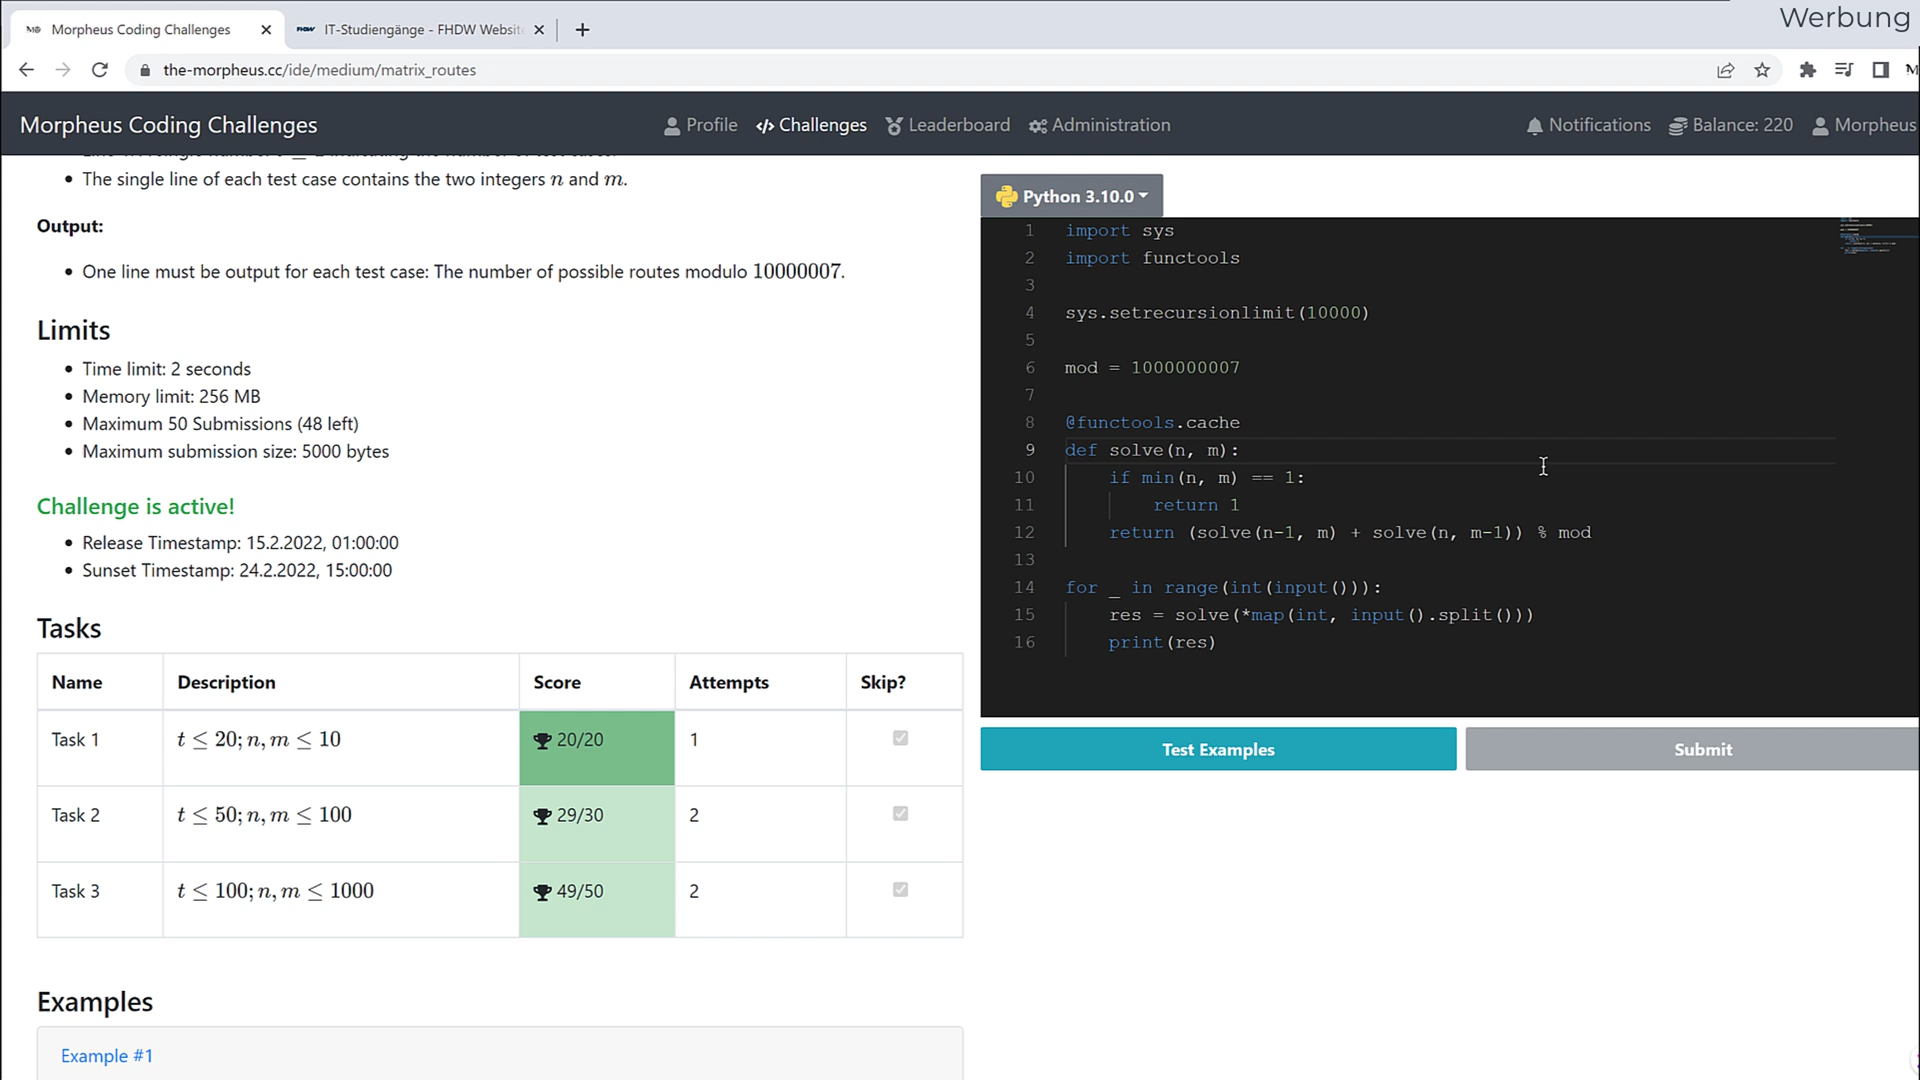 Werbung
Morpheus Coding Challenges
IT-Studiengänge - FHDW Website
the-morpheus.cc/ide/medium/matrix_routes
Morpheus Coding Challenges
Profile
Challenges
Leaderboard
Administration
Notifications
Balance: 220
Morpheus
The single line of each test case contains the two integers n and m.
Output:
One line must be output for each test case: The number of possible routes modulo 10000007.
Limits
Time limit: 2 seconds
Memory limit: 256 MB
Maximum 50 Submissions (48 left)
Maximum submission size: 5000 bytes
Challenge is active!
Release Timestamp: 15.2.2022, 01:00:00
Sunset Timestamp: 24.2.2022, 15:00:00
Tasks
Name Description Score Attempts Skip?
Task 1 t ≤ 20; n, m ≤ 10 20/20 1
Task 2 t ≤ 50; n, m ≤ 100 29/30 2
Task 3 t ≤ 100; n, m ≤ 1000 49/50 2
Examples
Example #1
Python 3.10.0
1 import sys
2 import functools
3
4 sys.setrecursionlimit(10000)
5
6 mod = 1000000007
7
8 @functools.cache
9 def solve(n, m):
10 if min(n, m) == 1:
11 return 1
12 return (solve(n-1, m) + solve(n, m-1)) % mod
13
14 for _ in range(int(input())):
15 res = solve(*map(int, input().split()))
16 print(res)
Test Examples
Submit